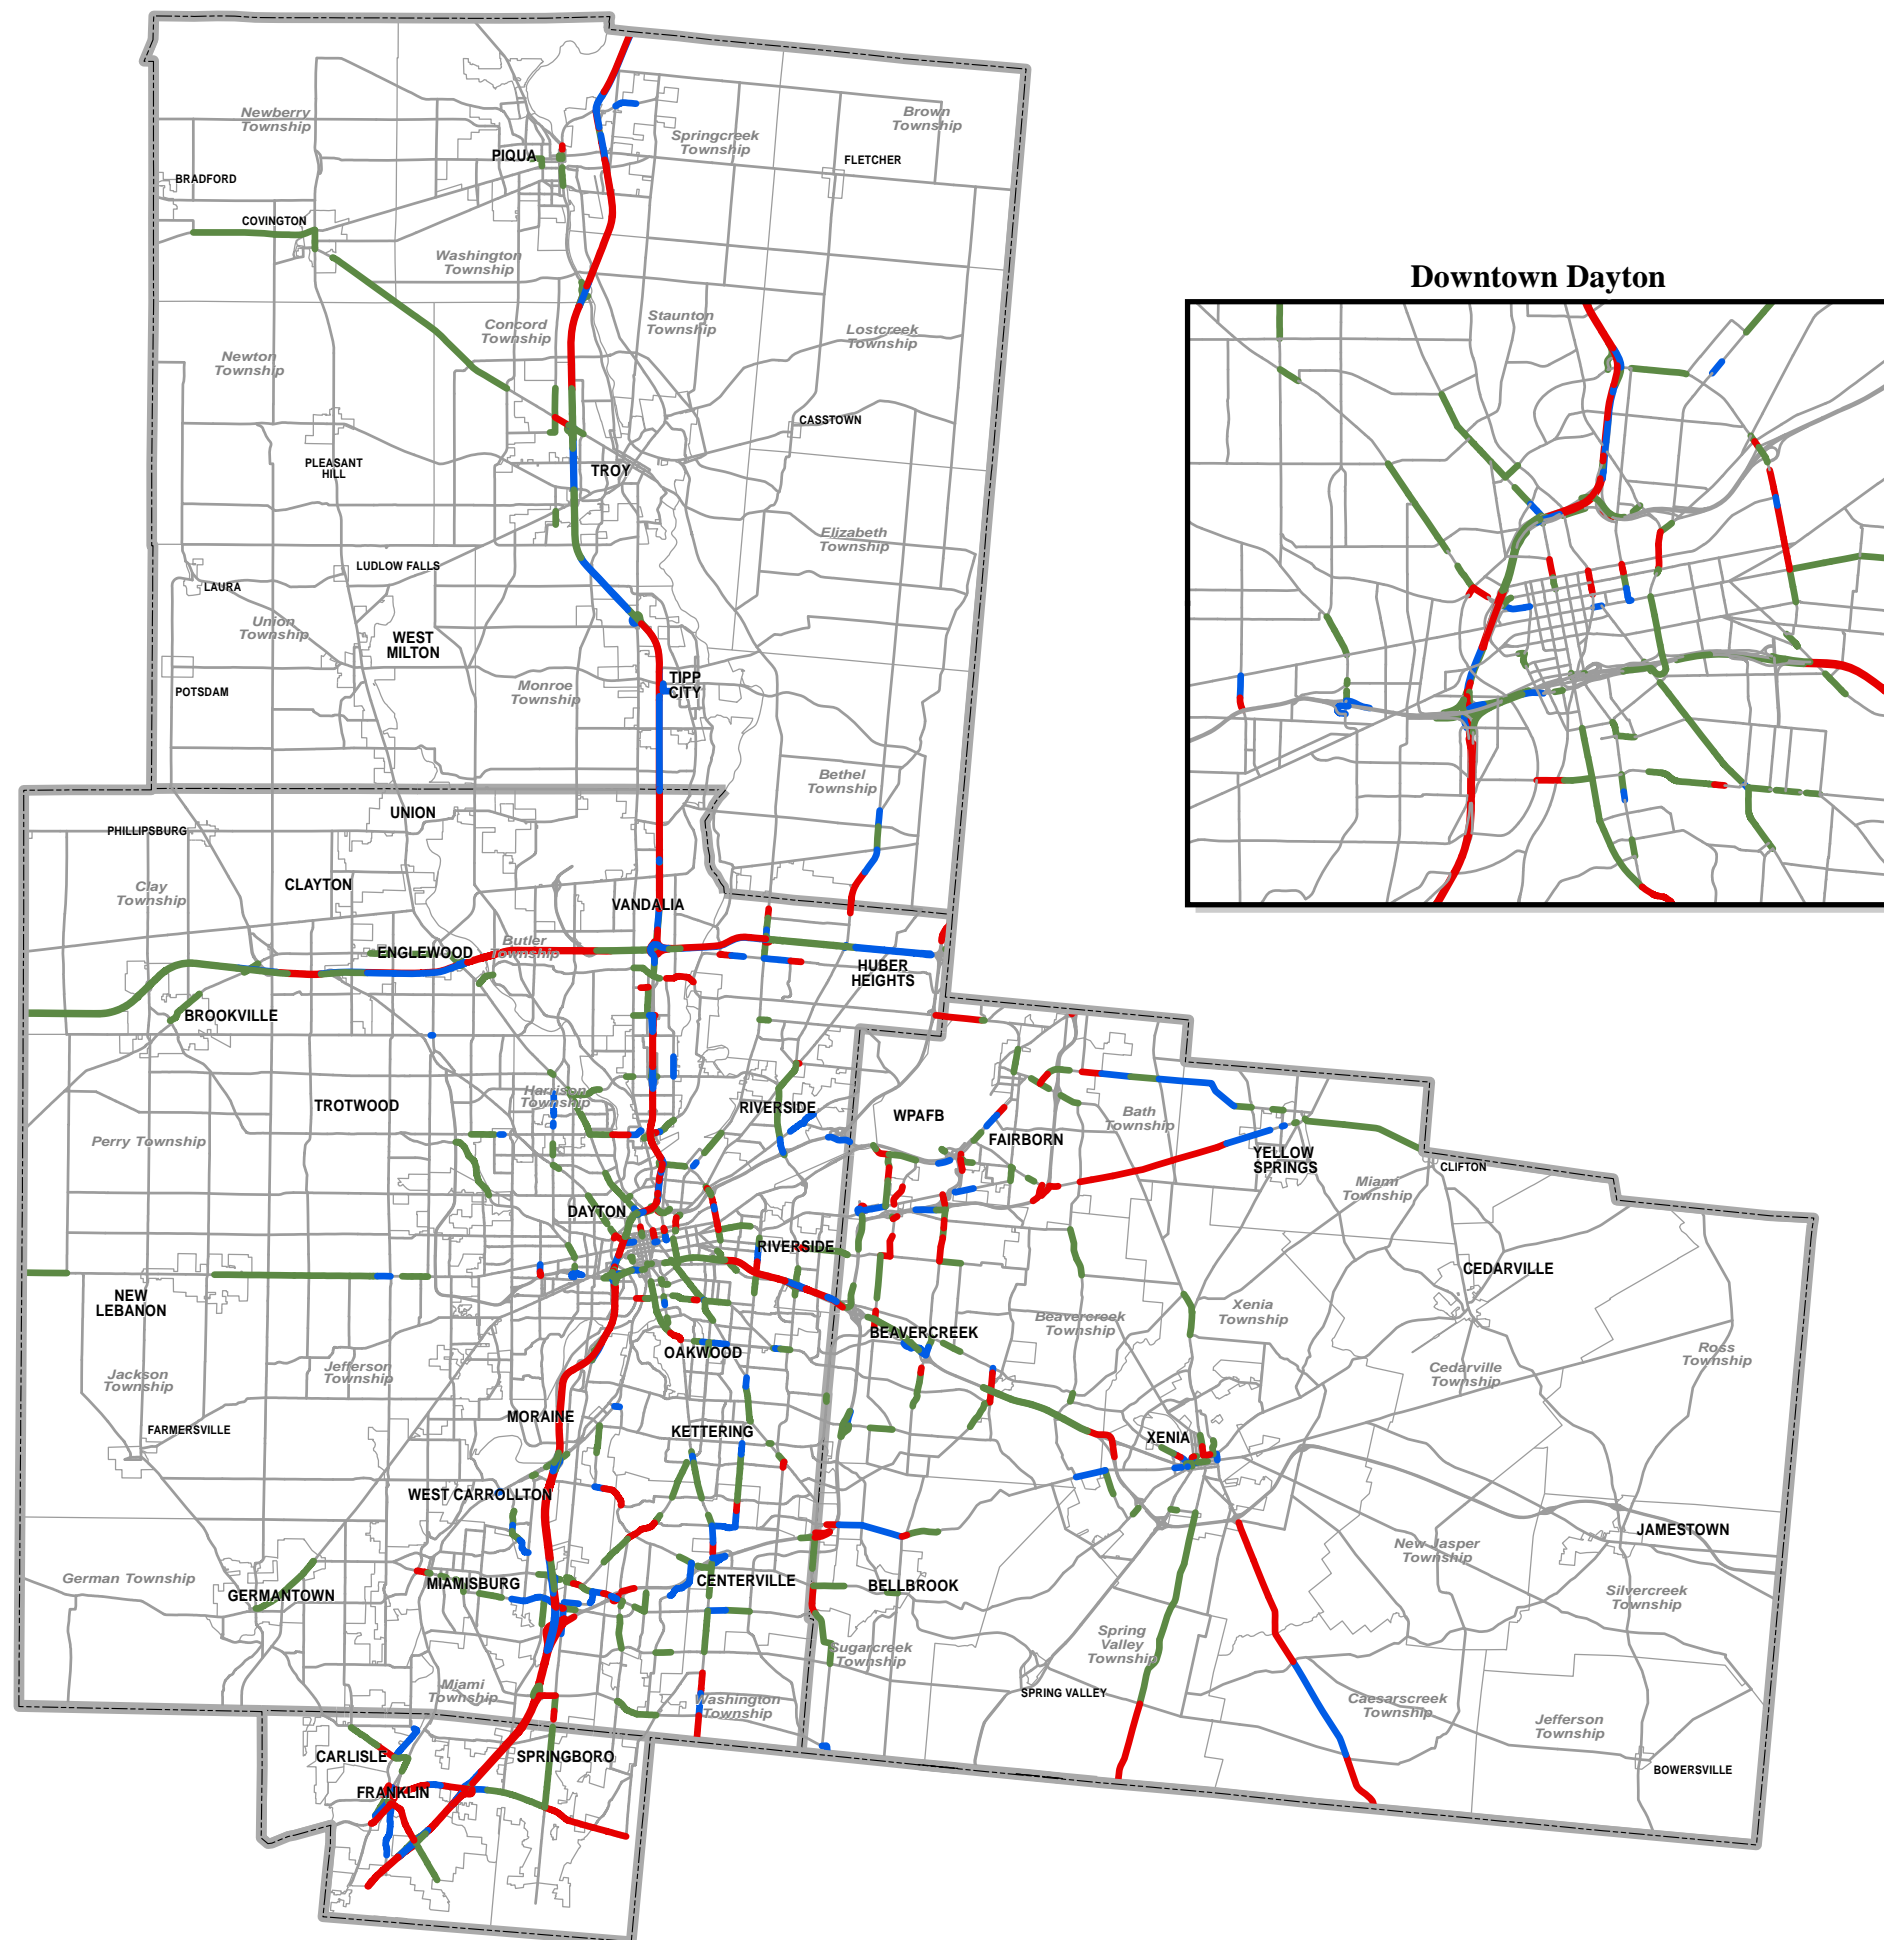 Newberry
Township
Brown
Township
Springcreek
Township
PIQUA
FLETCHER
BRADFORD
COVINGTON
Washington
Township
Downtown Dayton
Concord
Township
Staunton
Township
Lostcreek
Township
Newton
Township
CASSTOWN
PLEASANT
HILL
TROY
Elizabeth
Township
LUDLOW FALLS
LAURA
Union
Township
WEST
MILTON
POTSDAM
Monroe
Township
TIPP
CITY
Bethel
Township
UNION
PHILLIPSBURG
Clay
Township
CLAYTON
VANDALIA
ENGLEWOOD
Butler
Township
HUBER
HEIGHTS
BROOKVILLE
TROTWOOD
Harrison
Township
RIVERSIDE
WPAFB
FAIRBORN
Bath
Township
Perry Township
YELLOW
SPRINGS
CLIFTON
Miami
Township
DAYTON
RIVERSIDE
NEW
LEBANON
CEDARVILLE
Xenia
Township
Beavercreek
Township
BEAVERCREEK
OAKWOOD
Ross
Township
Jackson
Township
Jefferson
Township
Cedarville
Township
MORAINE
FARMERSVILLE
KETTERING
XENIA
WEST CARROLLTON
JAMESTOWN
New Jasper
Township
German Township
GERMANTOWN
MIAMISBURG
CENTERVILLE
BELLBROOK
Silvercreek
Township
Spring
Valley
Township
Sugarcreek
Township
Miami
Township
Washington
Township
SPRING VALLEY
Caesarscreek
Township
Jefferson
Township
CARLISLE
SPRINGBORO
BOWERSVILLE
FRANKLIN